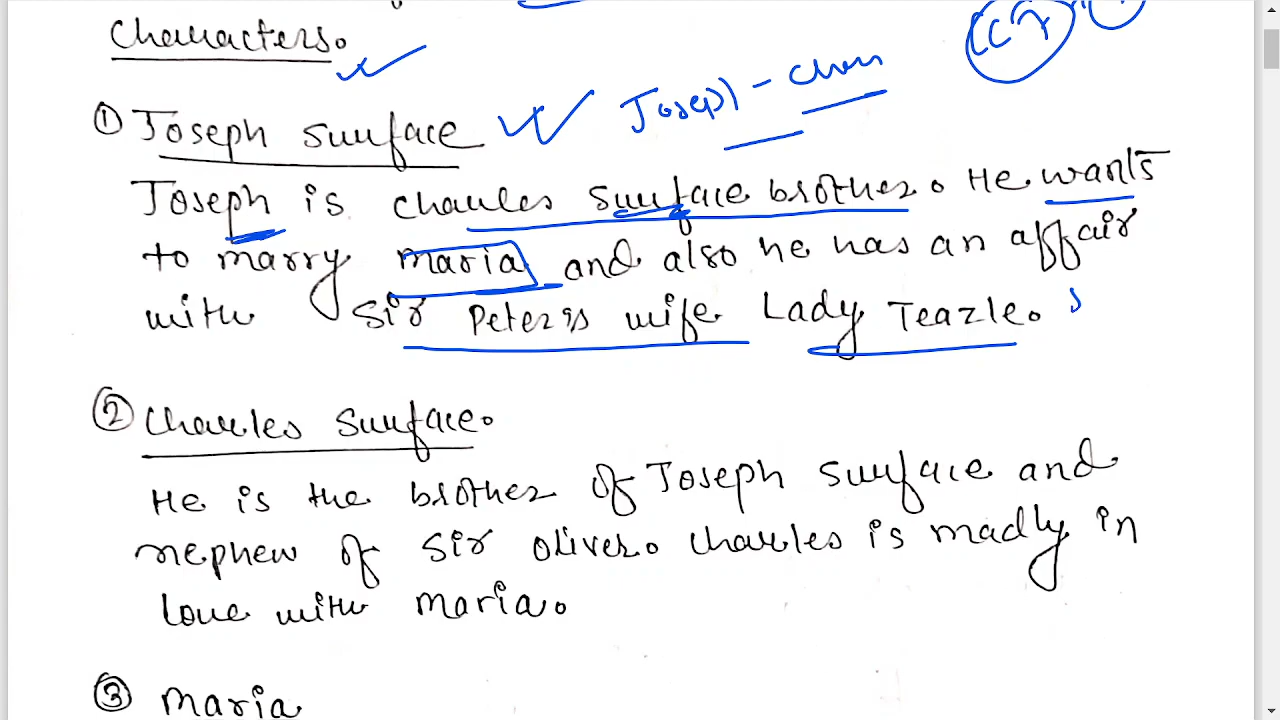 Characters.
① Joseph Surface
Joseph - Char
Joseph is Charles Surface brother. He wants
to marry Maria and also he has an affair
with Sir Peter's wife Lady Teazle.
② Charles Surface.
He is the brother of Joseph Surface and
nephew of Sir Oliver. Charles is madly in
love with Maria.
③ Maria